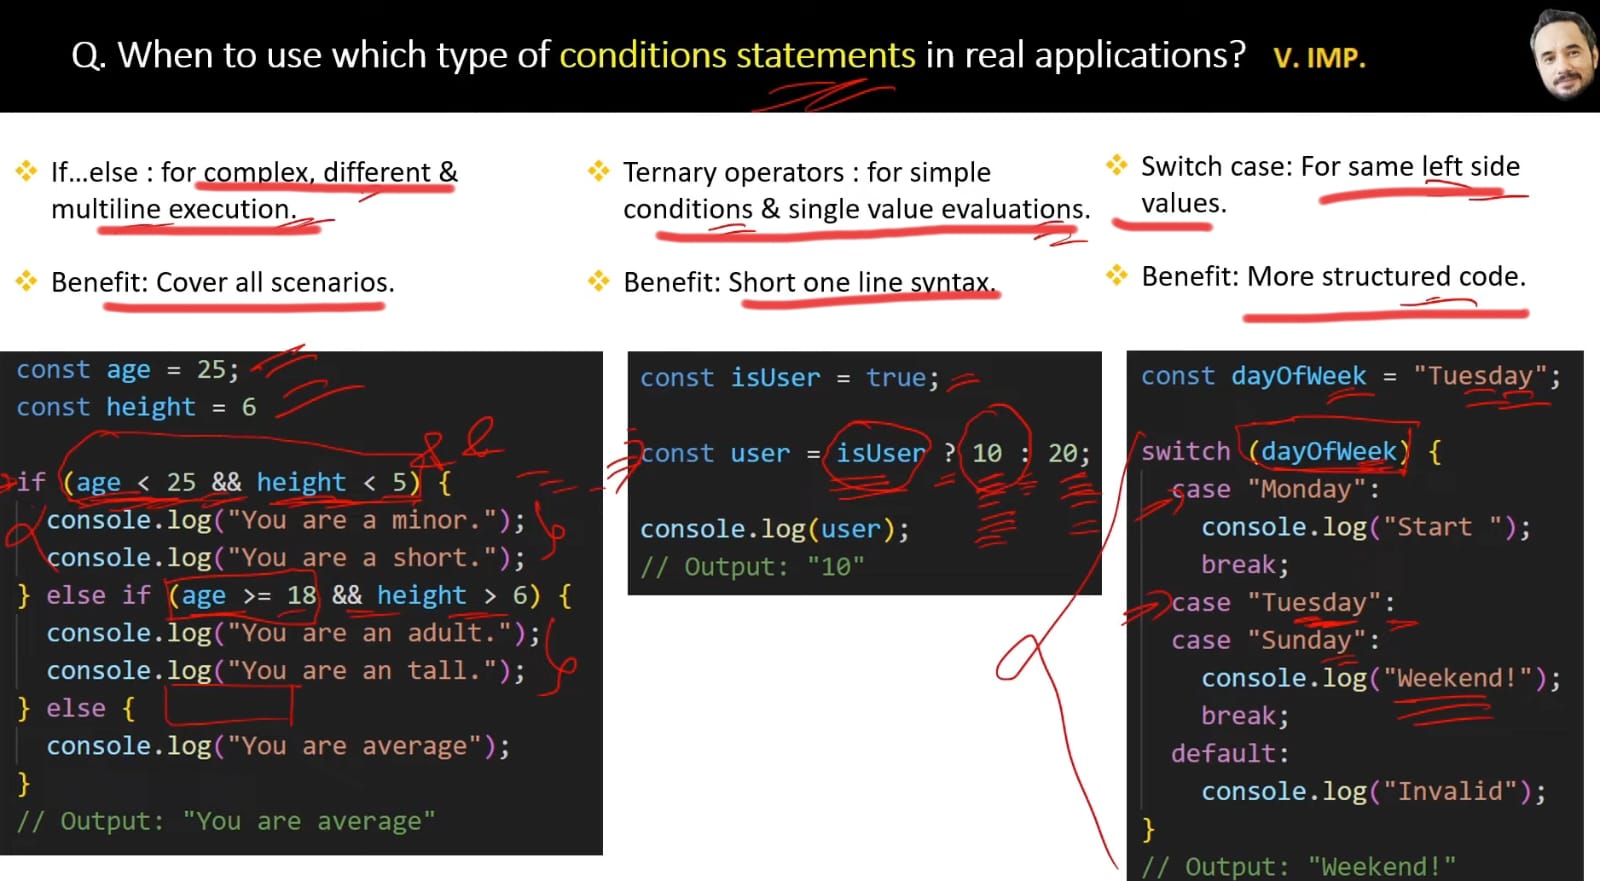 Q. When to use which type of conditions statements in real applications? V. IMP.
If...else : for complex, different &
multiline execution.
Benefit: Cover all scenarios.
Ternary operators : for simple
conditions & single value evaluations.
Benefit: Short one line syntax.
Switch case: For same left side
values.
Benefit: More structured code.
const age = 25;
const height = 6
&&
if (age < 25 && height < 5) {
console.log("You are a minor.");
console.log("You are a short.");
} else if (age >= 18 && height > 6) {
console.log("You are an adult.");
console.log("You are an tall.");
} else {
console.log("You are average");
}
// Output: "You are average"
const isUser = true;
const user = isUser ? 10 : 20;
console.log(user);
// Output: "10"
const dayOfWeek = "Tuesday";
switch (dayOfWeek) {
case "Monday":
console.log("Start ");
break;
case "Tuesday":
case "Sunday":
console.log("Weekend!");
break;
default:
console.log("Invalid");
}
// Output: "Weekend!"